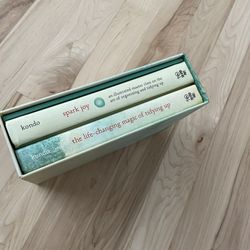 kondo
spark joy
an illustrated master class on the
art of organizing and tidying up
kondo
the life-changing magic of tidying up